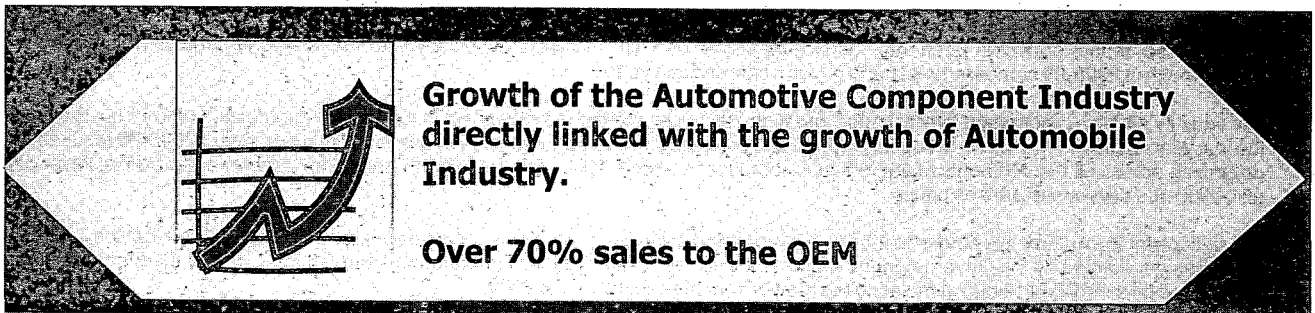 Growth of the Automotive Component Industry
directly linked with the growth of Automobile
Industry.
Over 70% sales to the OEM